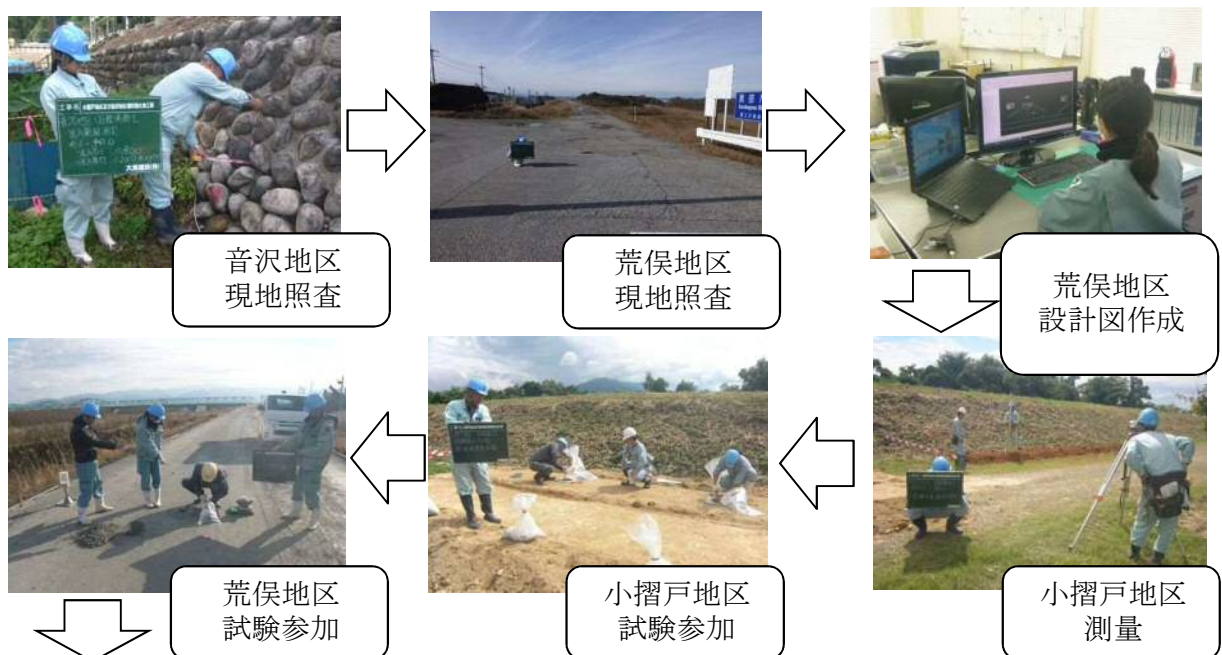 音沢地区
現地照査
荒俣地区
現地照査
荒俣地区
設計図作成
小摺戸地区
測量
小摺戸地区
試験参加
荒俣地区
試験参加